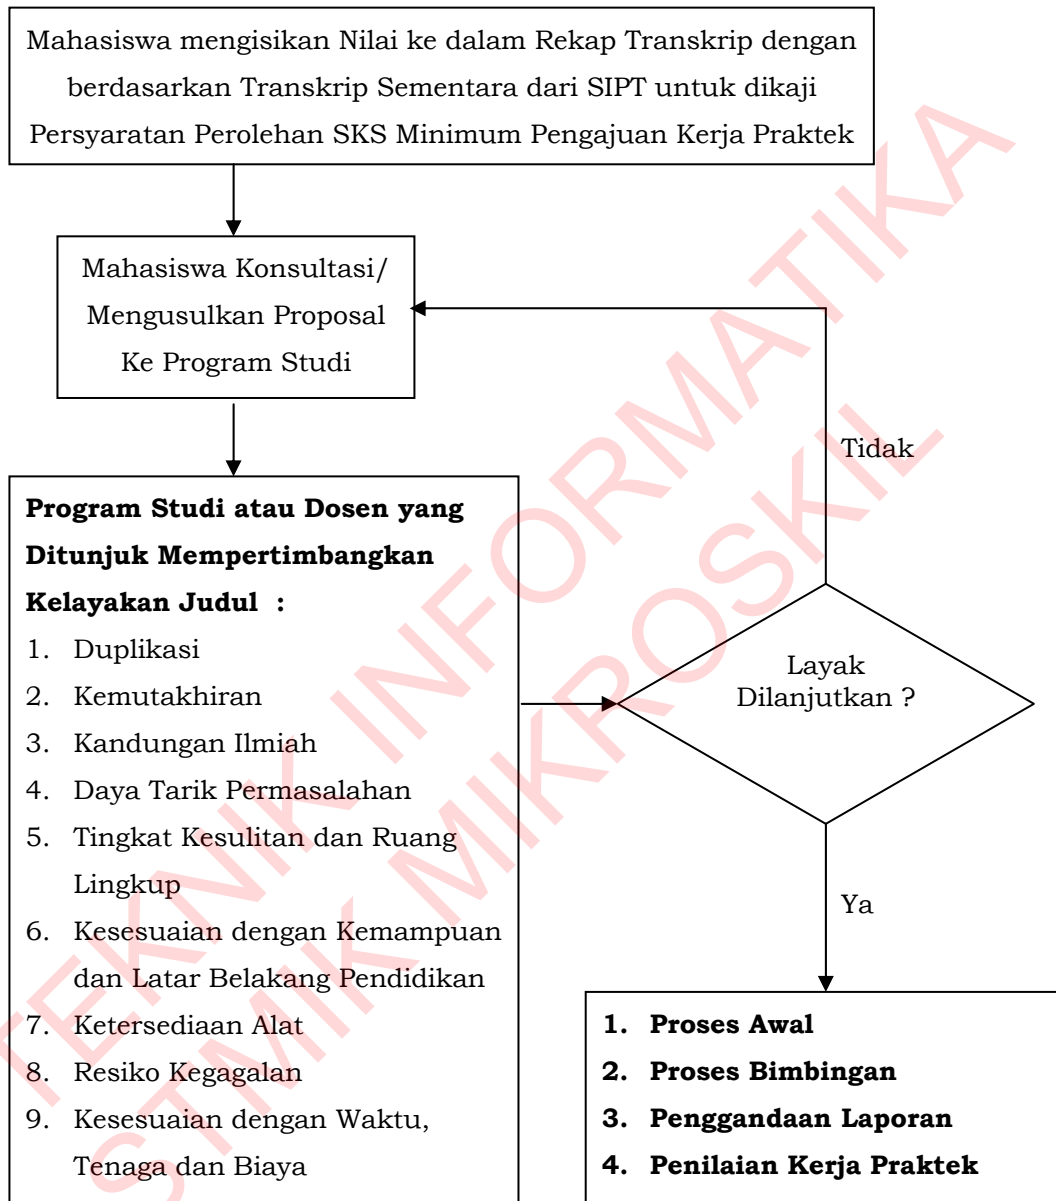 Mahasiswa mengisikan Nilai ke dalam Rekap Transkrip dengan
berdasarkan Transkrip Sementara dari SIPT untuk dikaji
Persyaratan Perolehan SKS Minimum Pengajuan Kerja Praktek
Mahasiswa Konsultasi/
Mengusulkan Proposal
Ke Program Studi
Tidak
Program Studi atau Dosen yang
Ditunjuk Mempertimbangkan
Kelayakan Judul :
1. Duplikasi
2. Kemutakhiran
3. Kandungan Ilmiah
4. Daya Tarik Permasalahan
5. Tingkat Kesulitan dan Ruang
Lingkup
6. Kesesuaian dengan Kemampuan
dan Latar Belakang Pendidikan
7. Ketersediaan Alat
8. Resiko Kegagalan
9. Kesesuaian dengan Waktu,
Tenaga dan Biaya
Layak
Dilanjutkan ?
Ya
1. Proses Awal
2. Proses Bimbingan
3. Penggandaan Laporan
4. Penilaian Kerja Praktek
TEKNIK INFORMATIKA
STMIK MIKROSKIL